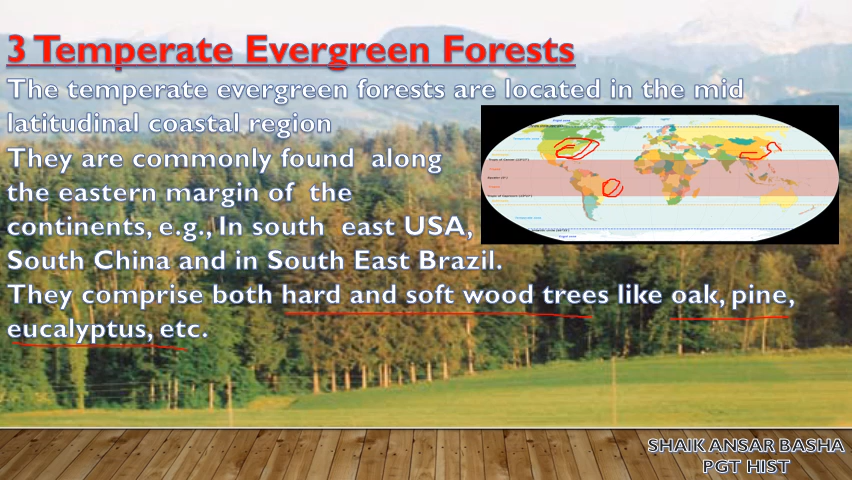 3 Temperate Evergreen Forests
The temperate evergreen forests are located in the mid
latitudinal coastal region
They are commonly found along
the eastern margin of the
continents, e.g., In south east USA,
South China and in South East Brazil.
They comprise both hard and soft wood trees like oak, pine,
eucalyptus, etc.
SHAIK ANSAR BASHA
PGT HIST